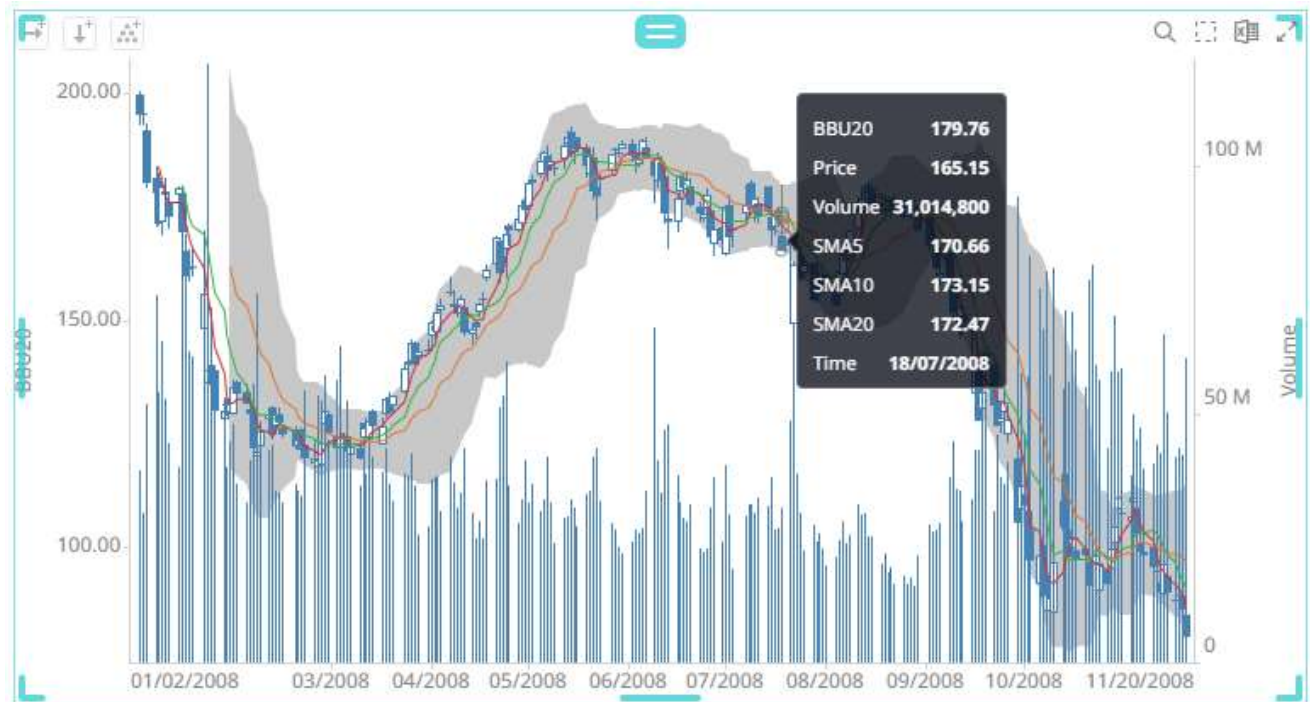 200.00
150.00
100.00
BBU20
BBU20 179.76
Price 165.15
Volume 31,014,800
SMA5 170.66
SMA10 173.15
SMA20 172.47
Time 18/07/2008
100 M
50 M
0
Volume
01/02/2008 03/2008 04/2008 05/2008 06/2008 07/2008 08/2008 09/2008 10/2008 11/20/2008